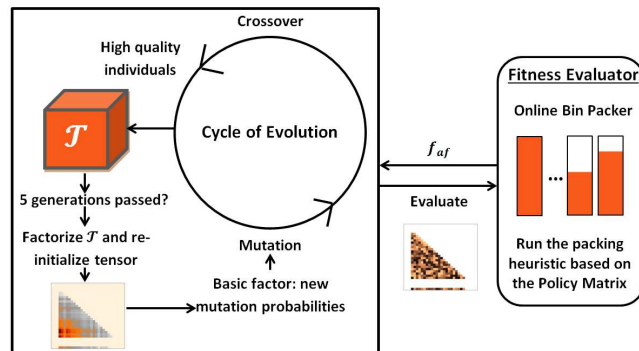 Crossover
High quality
individuals
𝒯
Cycle of Evolution
5 generations passed?
Factorize 𝒯 and re-
initialize tensor
Mutation
Basic factor: new
mutation probabilities
f_af
Evaluate
Fitness Evaluator
Online Bin Packer
...
Run the packing
heuristic based on
the Policy Matrix